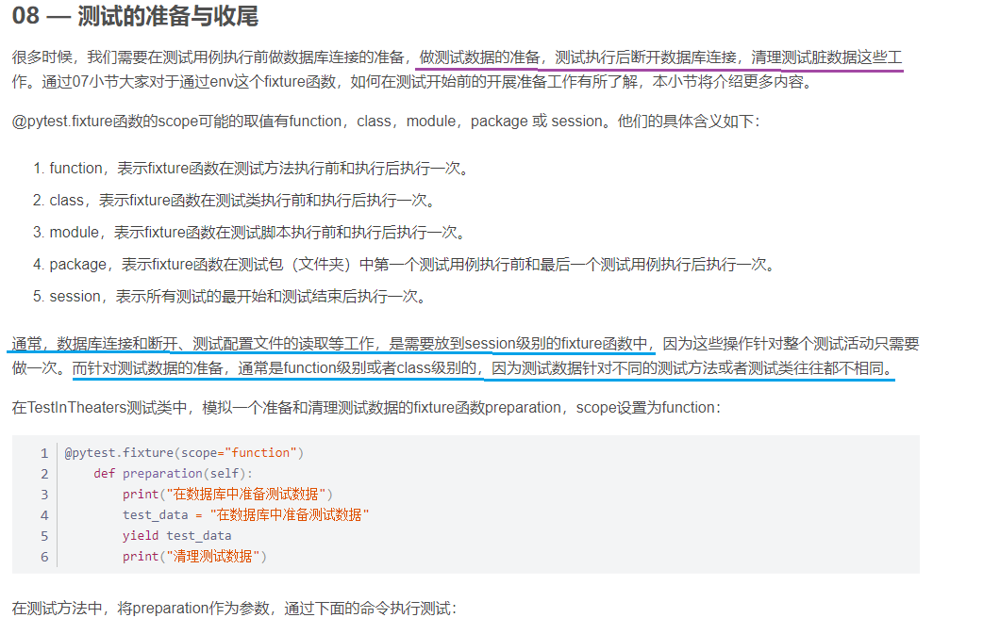 08 — 测试的准备与收尾
很多时候，我们需要在测试用例执行前做数据库连接的准备，做测试数据的准备，测试执行后断开数据库连接，清理测试脏数据这些工
作。通过07小节大家对于通过env这个fixture函数，如何在测试开始前的开展准备工作有所了解，本小节将介绍更多内容。
@pytest.fixture函数的scope可能的取值有function，class，module，package 或 session。他们的具体含义如下：
1. function，表示fixture函数在测试方法执行前和执行后执行一次。
2. class，表示fixture函数在测试类执行前和执行后执行一次。
3. module，表示fixture函数在测试脚本执行前和执行后执行一次。
4. package，表示fixture函数在测试包（文件夹）中第一个测试用例执行前和最后一个测试用例执行后执行一次。
5. session，表示所有测试的最开始和测试结束后执行一次。
通常，数据库连接和断开、测试配置文件的读取等工作，是需要放到session级别的fixture函数中，因为这些操作针对整个测试活动只需要
做一次。而针对测试数据的准备，通常是function级别或者class级别的，因为测试数据针对不同的测试方法或者测试类往往都不相同。
在TestInTheaters测试类中，模拟一个准备和清理测试数据的fixture函数preparation，scope设置为function：
1 @pytest.fixture(scope="function")
2     def preparation(self):
3         print("在数据库中准备测试数据")
4         test_data = "在数据库中准备测试数据"
5         yield test_data
6         print("清理测试数据")
在测试方法中，将preparation作为参数，通过下面的命令执行测试：